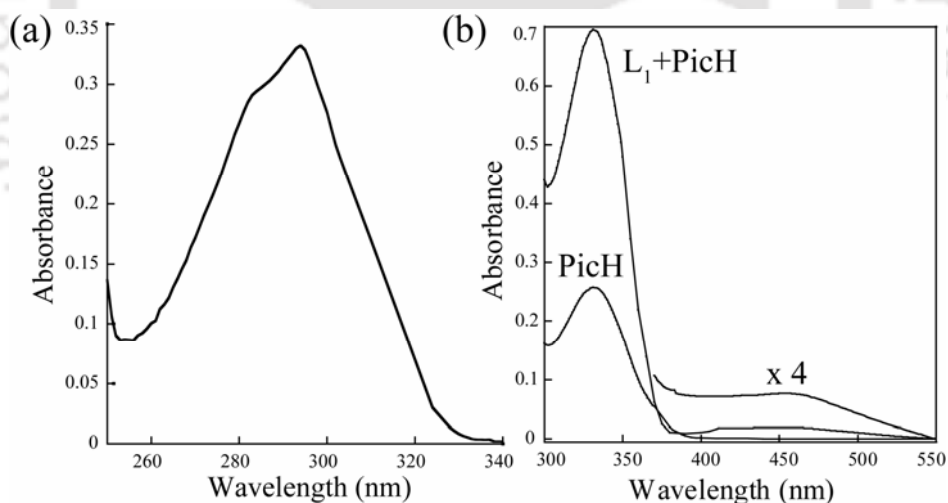 (a)
0.35
0.3
0.25
0.2
0.15
0.1
0.05
0
260 280 300 320 340
Absorbance
Wavelength (nm)
(b)
0.7
0.6
0.5
0.4
0.3
0.2
0.1
0
300 350 400 450 500 550
Absorbance
Wavelength (nm)
L1+PicH
PicH
x 4